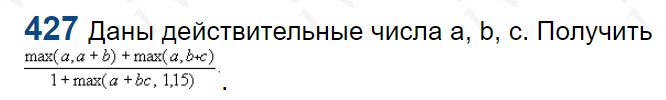 427 Даны действительные числа a, b, c. Получить
max(a, a + b) + max(a, b+c)
1 + max(a + bc, 1,15) .